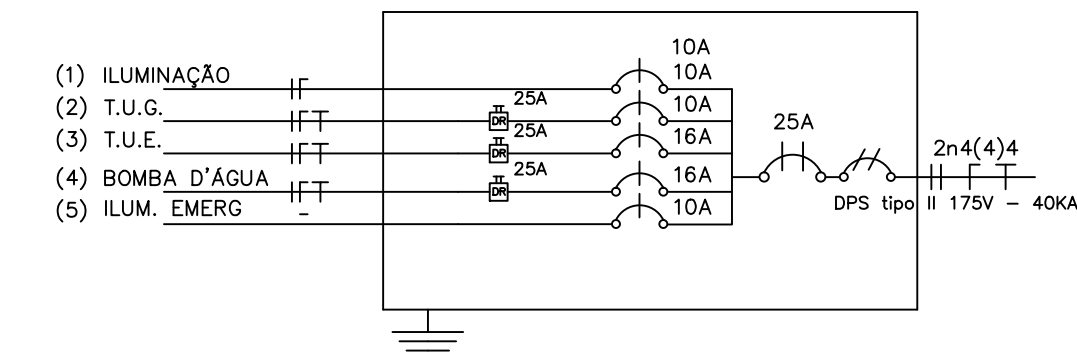 10A
(1) ILUMINAÇÃO 10A
(2) T.U.G. DR 25A 10A
(3) T.U.E. DR 25A 16A
25A
(4) BOMBA D'ÁGUA DR 25A 16A
(5) ILUM. EMERG 10A
2n4(4)4
DPS tipo II 175V - 40KA